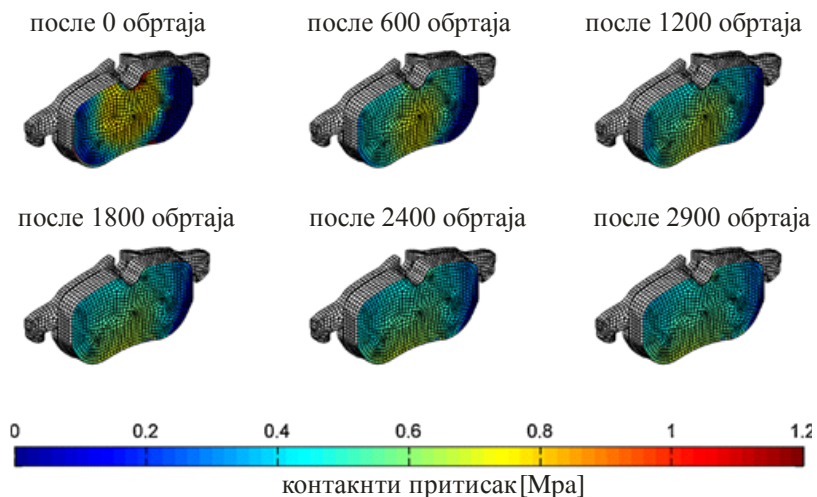 после 0 обртаја после 600 обртаја после 1200 обртаја
после 1800 обртаја после 2400 обртаја после 2900 обртаја
0 0.2 0.4 0.6 0.8 1 1.2
контакнти притисак[Mpa]